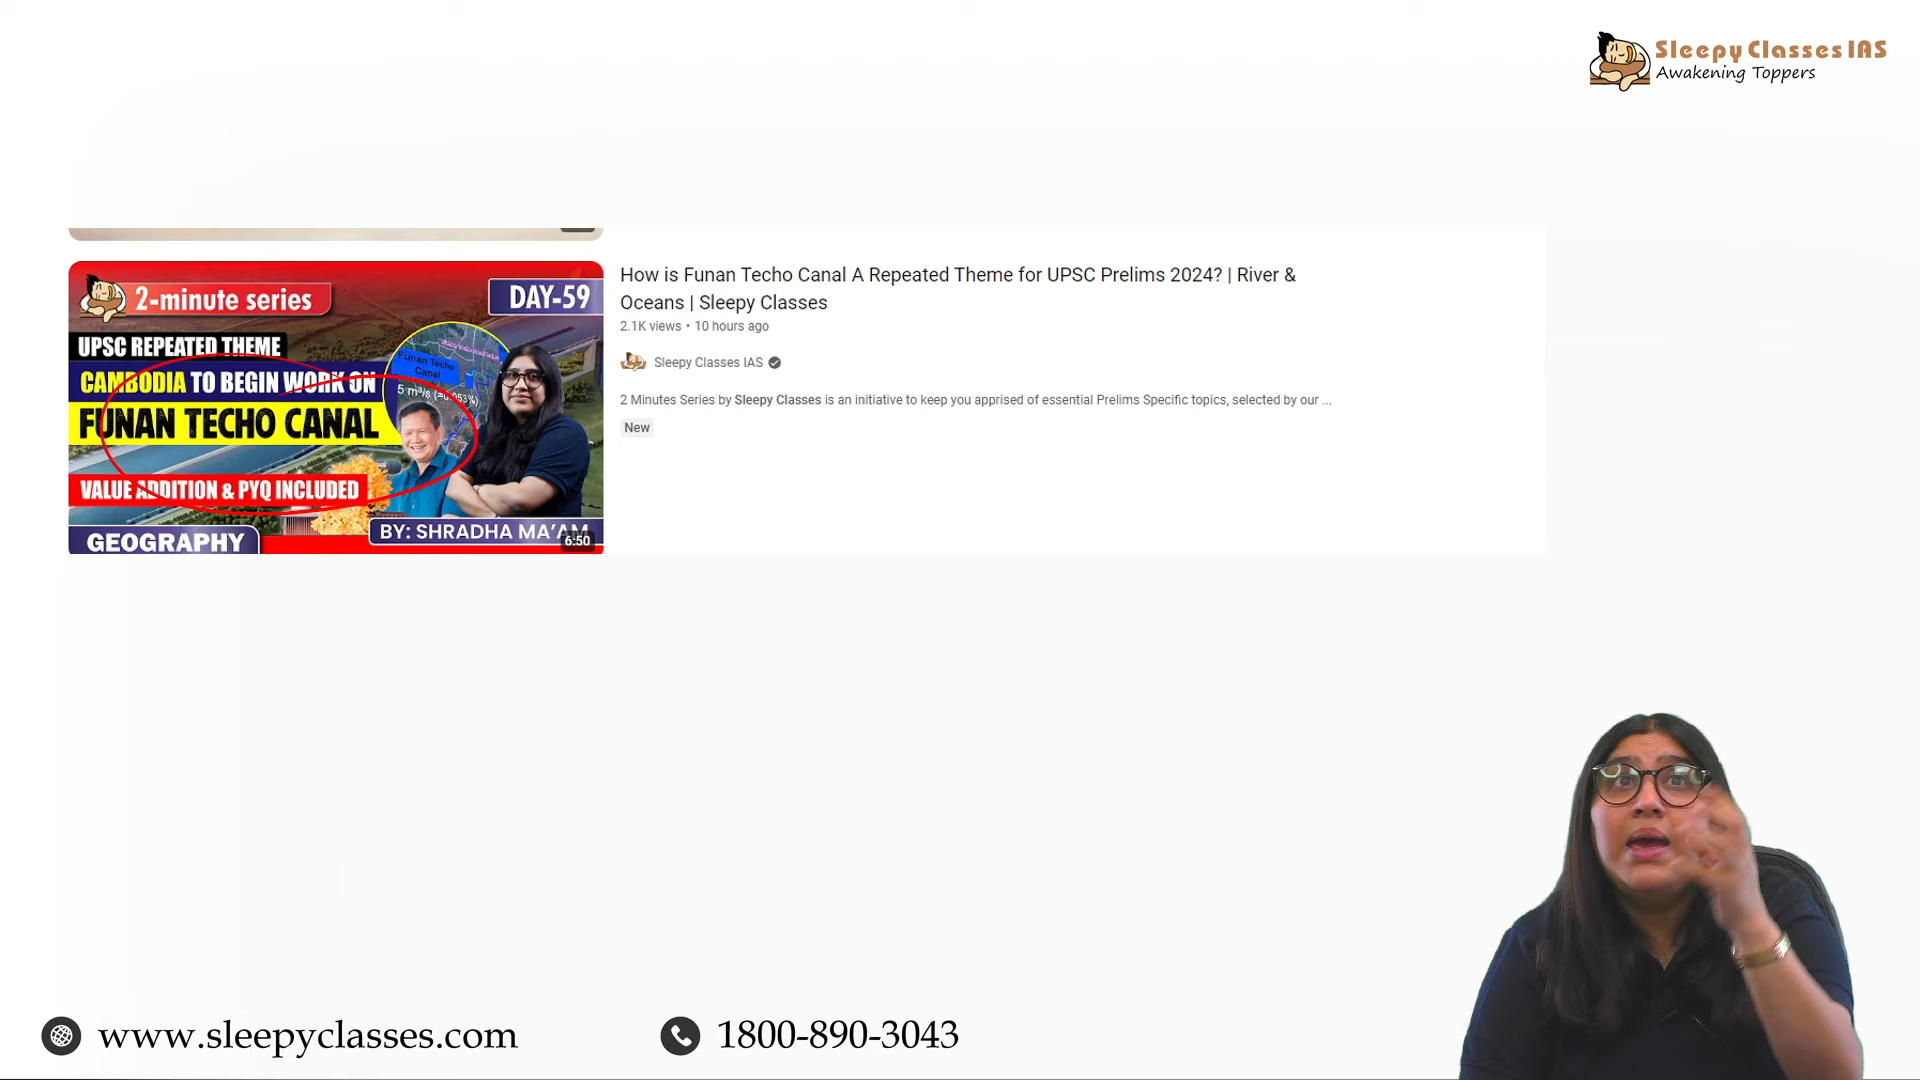 Sleepy Classes IAS
Awakening Toppers
2-minute series
DAY-59
UPSC REPEATED THEME
CAMBODIA TO BEGIN WORK ON
FUNAN TECHO CANAL
Funan Techo
Canal
VALUE ADDITION & PYQ INCLUDED
BY: SHRADHA MA'AM
GEOGRAPHY
6:50
How is Funan Techo Canal A Repeated Theme for UPSC Prelims 2024? | River &
Oceans | Sleepy Classes
2.1K views • 10 hours ago
Sleepy Classes IAS
2 Minutes Series by Sleepy Classes is an initiative to keep you apprised of essential Prelims Specific topics, selected by our ...
New
www.sleepyclasses.com
1800-890-3043